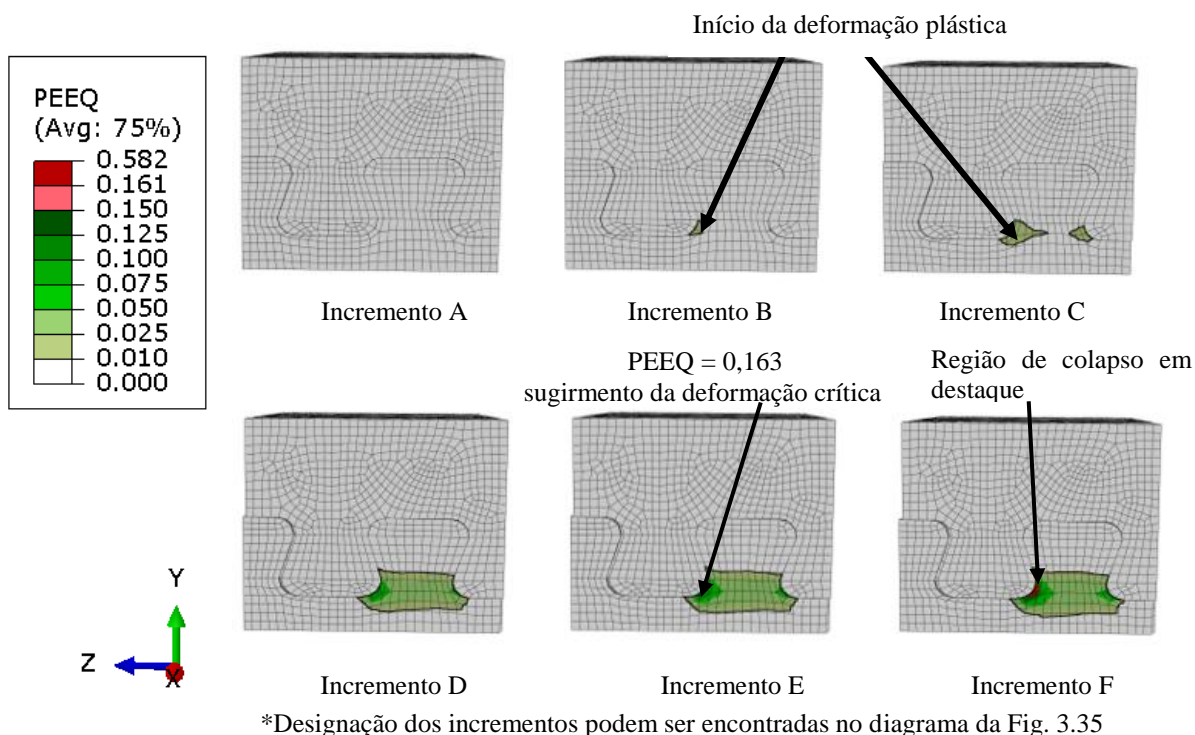 Início da deformação plástica
PEEQ
(Avg: 75%)
0.582
0.161
0.150
0.125
0.100
0.075
0.050
0.025
0.010
0.000
Incremento A
Incremento B
Incremento C
PEEQ = 0,163
sugirmento da deformação crítica
Região de colapso em
destaque
Y
Z
X
Incremento D
Incremento E
Incremento F
*Designação dos incrementos podem ser encontradas no diagrama da Fig. 3.35